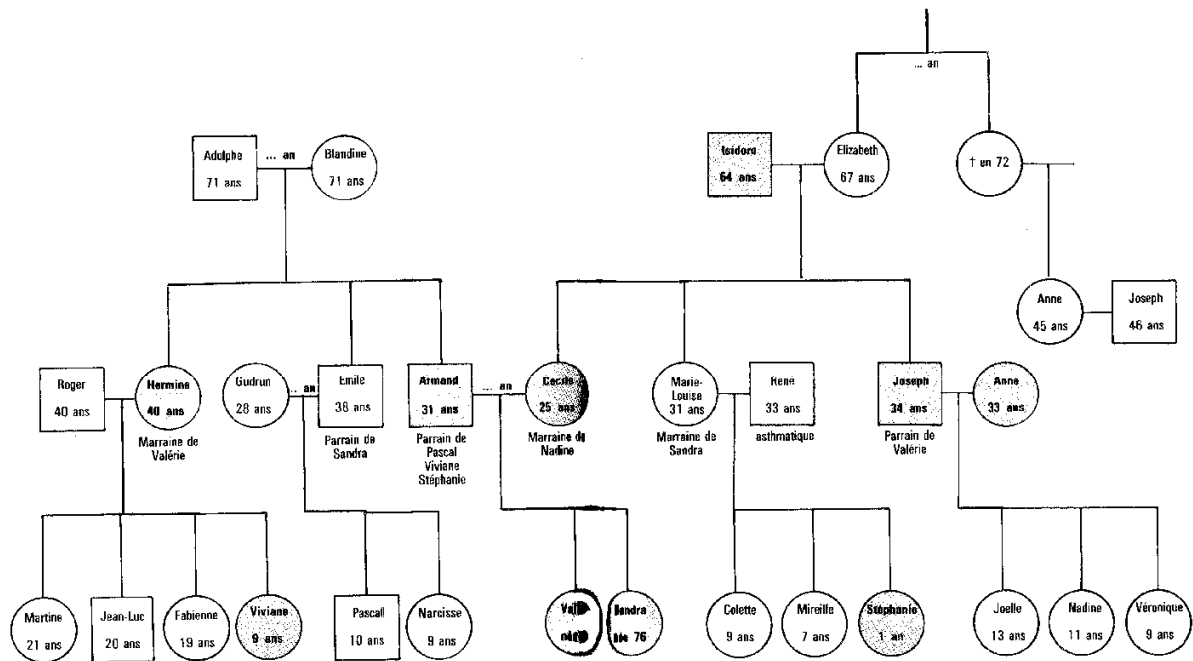 ... an
Adolphe
71 ans
... an
Blandine
71 ans
Isidore
64 ans
Elizabeth
67 ans
† en 72
Anne
45 ans
Joseph
46 ans
Roger
40 ans
Hermine
40 ans
Marraine de
Valérie
Gudrun
28 ans
... an
Emile
38 ans
Parrain de
Sandra
Armand
31 ans
Parrain de
Pascal
Viviane
Stéphanie
... an
Cécile
25 ans
Marraine de
Nadine
Marie-
Louise
31 ans
Marraine de
Sandra
René
33 ans
asthmatique
Joseph
34 ans
Parrain de
Valérie
Anne
33 ans
Martine
21 ans
Jean-Luc
20 ans
Fabienne
19 ans
Viviane
9 ans
Pascall
10 ans
Narcisse
9 ans
Sandra
née 76
Colette
9 ans
Mireille
7 ans
Stéphanie
1 an
Joelle
13 ans
Nadine
11 ans
Véronique
9 ans